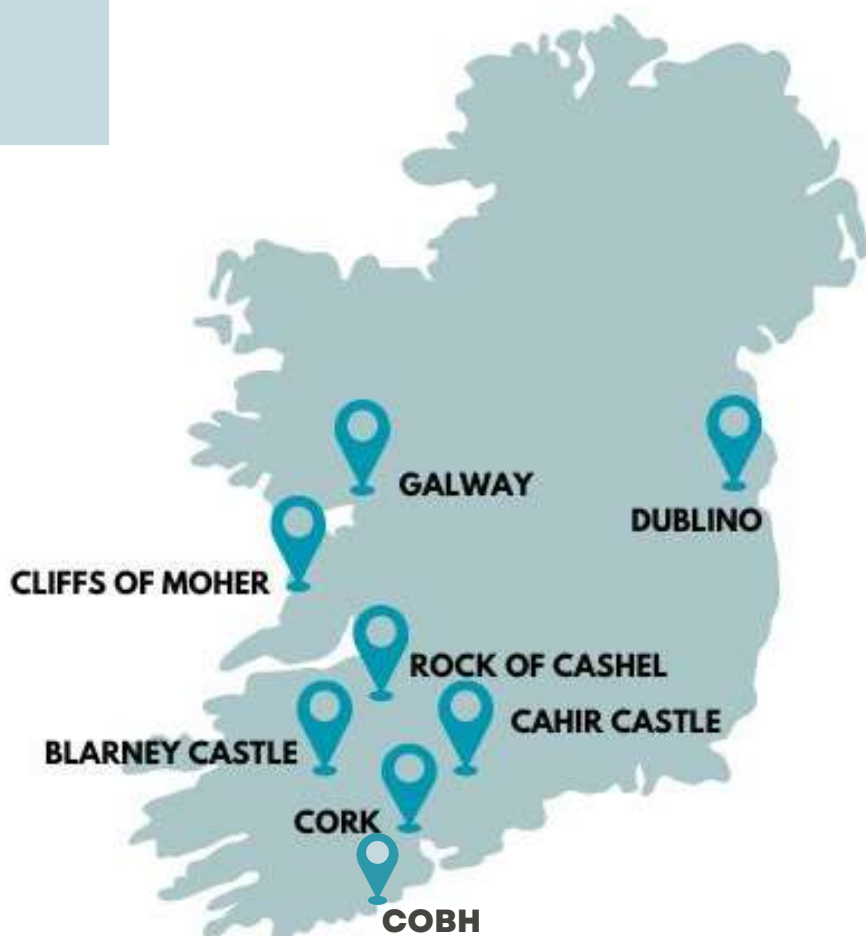 GALWAY
DUBLINO
CLIFFS OF MOHER
ROCK OF CASHEL
CAHIR CASTLE
BLARNEY CASTLE
CORK
COBH